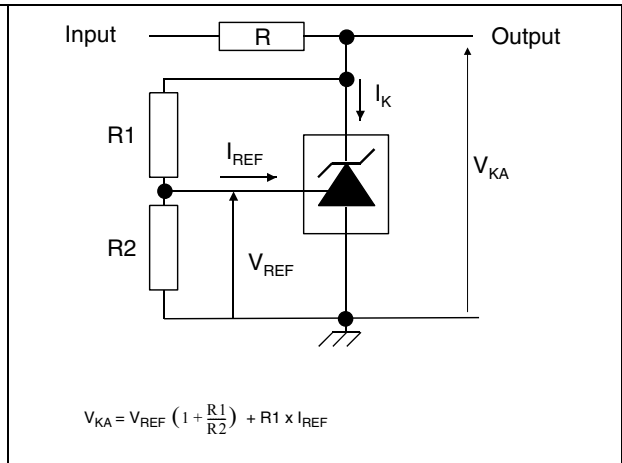 Input R Output
I_K
R1
I_REF
V_KA
R2
V_REF
V_KA = V_REF (1 + R1/R2) + R1 x I_REF